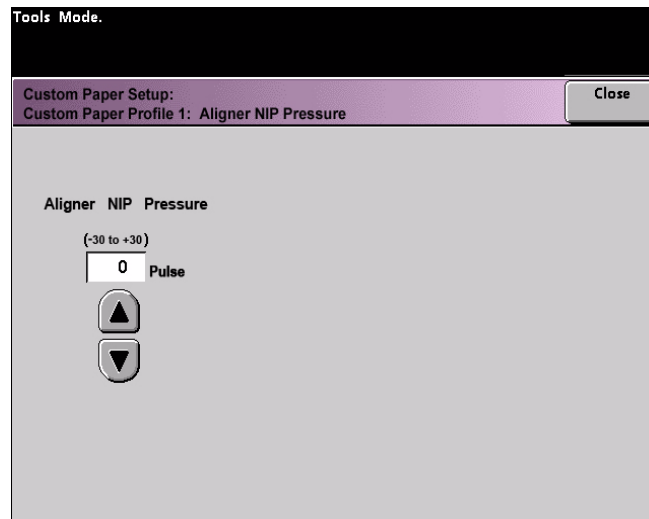 Tools Mode.
Custom Paper Setup:
Close
Custom Paper Profile 1: Aligner NIP Pressure
Aligner NIP Pressure
(-30 to +30)
0 Pulse